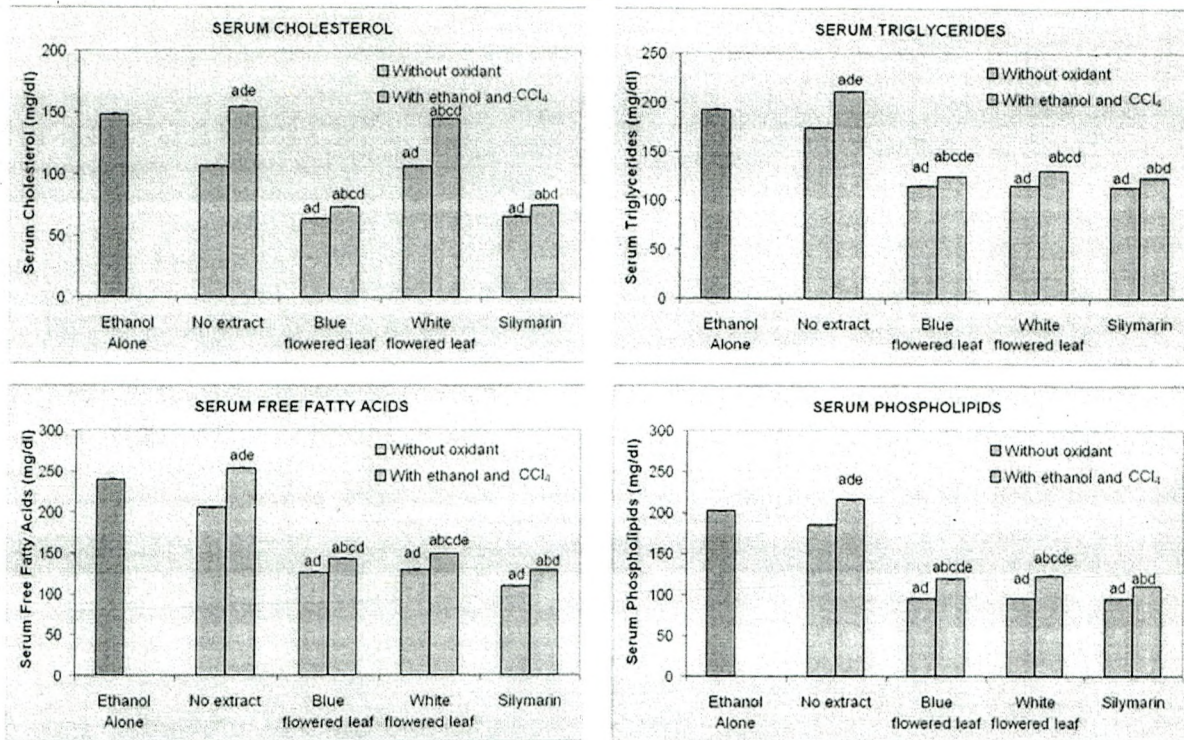 SERUM CHOLESTEROL
Serum Cholesterol (mg/dl)
200
150
100
50
0
Without oxidant
With ethanol and CCl₄
ade
ad
abcd
ad
abcd
ad
abd
Ethanol Alone
No extract
Blue flowered leaf
White flowered leaf
Silymarin
SERUM TRIGLYCERIDES
Serum Triglycerides (mg/dl)
250
200
150
100
50
0
Without oxidant
With ethanol and CCl₄
ade
ad
abcde
ad
abcd
ad
abd
Ethanol Alone
No extract
Blue flowered leaf
White flowered leaf
Silymarin
SERUM FREE FATTY ACIDS
Serum Free Fatty Acids (mg/dl)
300
250
200
150
100
50
0
Without oxidant
With ethanol and CCl₄
ade
ad
abcd
ad
abcde
ad
abd
Ethanol Alone
No extract
Blue flowered leaf
White flowered leaf
Silymarin
SERUM PHOSPHOLIPIDS
Serum Phospholipids (mg/dl)
300
250
200
150
100
50
0
Without oxidant
With ethanol and CCl₄
ade
ad
abcde
ad
abcde
ad
abd
Ethanol Alone
No extract
Blue flowered leaf
White flowered leaf
Silymarin